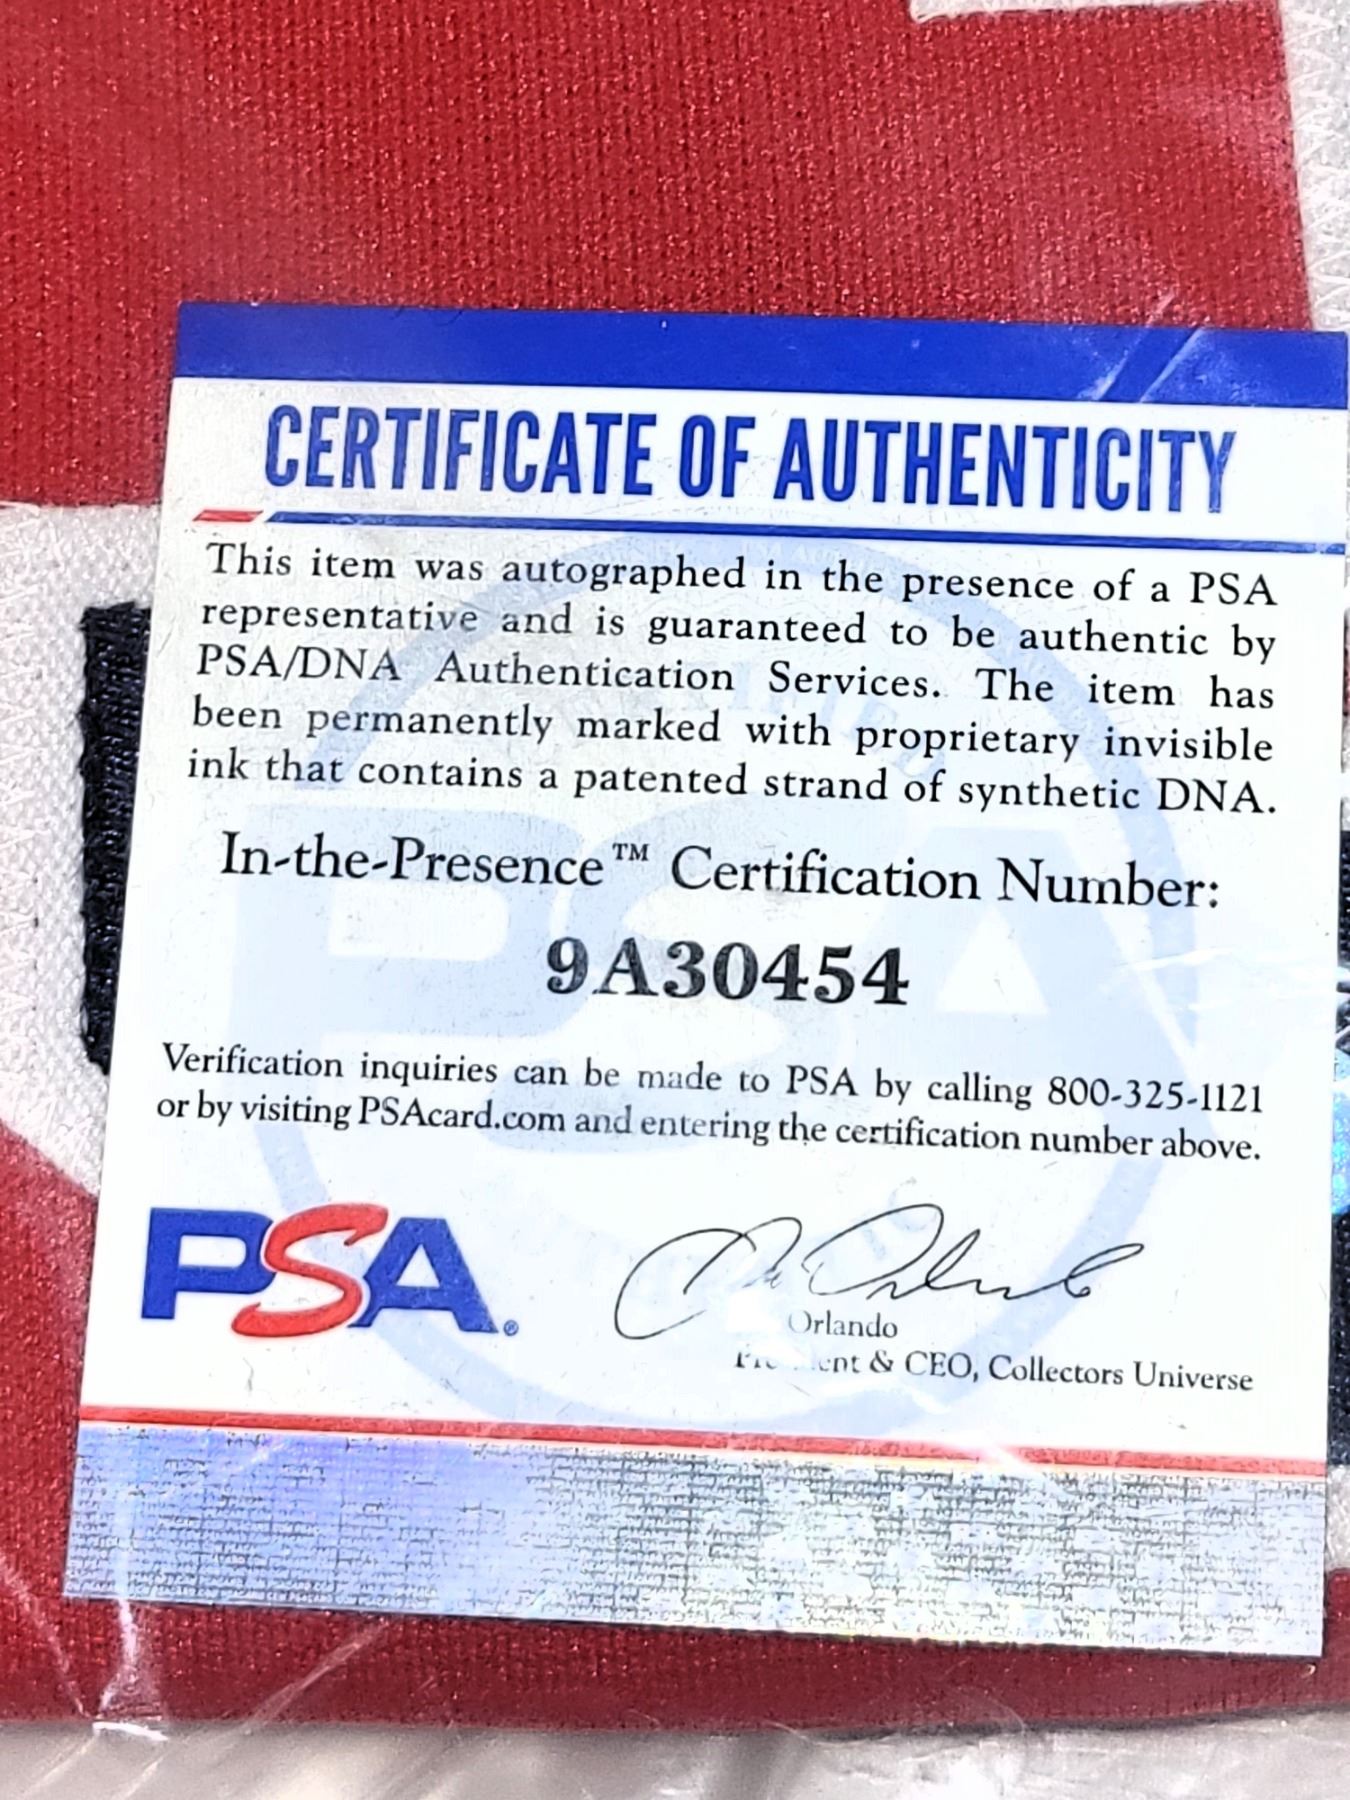 CERTIFICATE OF AUTHENTICITY
This item was autographed in the presence of a PSA
representative and is guaranteed to be authentic by
PSA/DNA Authentication Services. The item has
been permanently marked with proprietary invisible
ink that contains a patented strand of synthetic DNA.
In-the-Presence™ Certification Number:
9A30454
Verification inquiries can be made to PSA by calling 800-325-1121
or by visiting PSAcard.com and entering the certification number above.
PSA®
Orlando
& CEO, Collectors Universe